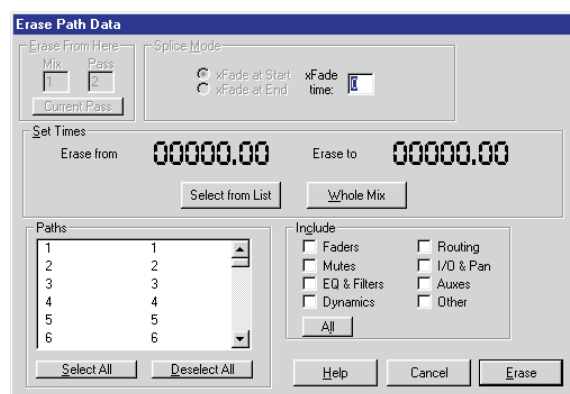 Erase Path Data
Erase From Here
Mix Pass
1 2
Current Pass
Splice Mode
xFade at Start
xFade at End
xFade time: 0
Set Times
Erase from 00000.00 Erase to 00000.00
Select from List Whole Mix
Paths
1 1
2 2
3 3
4 4
5 5
6 6
Select All Deselect All
Include
Faders Routing
Mutes I/O & Pan
EQ & Filters Auxes
Dynamics Other
All
Help Cancel Erase